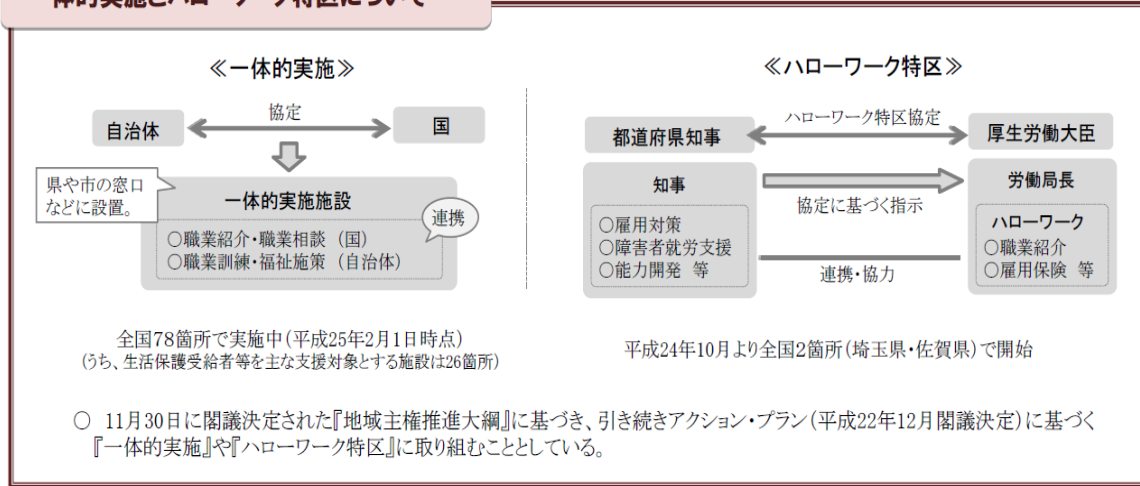 体的実施とハローワーク特区について
≪一体的実施≫
自治体
協定
国
県や市の窓口
などに設置。
一体的実施施設
連携
○職業紹介・職業相談 (国)
○職業訓練・福祉施策 (自治体)
全国78箇所で実施中(平成25年2月1日時点)
(うち、生活保護受給者等を主な支援対象とする施設は26箇所)
≪ハローワーク特区≫
都道府県知事
ハローワーク特区協定
厚生労働大臣
知事
○雇用対策
○障害者就労支援
○能力開発 等
協定に基づく指示
連携・協力
労働局長
ハローワーク
○職業紹介
○雇用保険 等
平成24年10月より全国2箇所(埼玉県・佐賀県)で開始
○ 11月30日に閣議決定された『地域主権推進大綱』に基づき、引き続きアクション・プラン(平成22年12月閣議決定)に基づく
『一体的実施』や『ハローワーク特区』に取り組むこととしている。